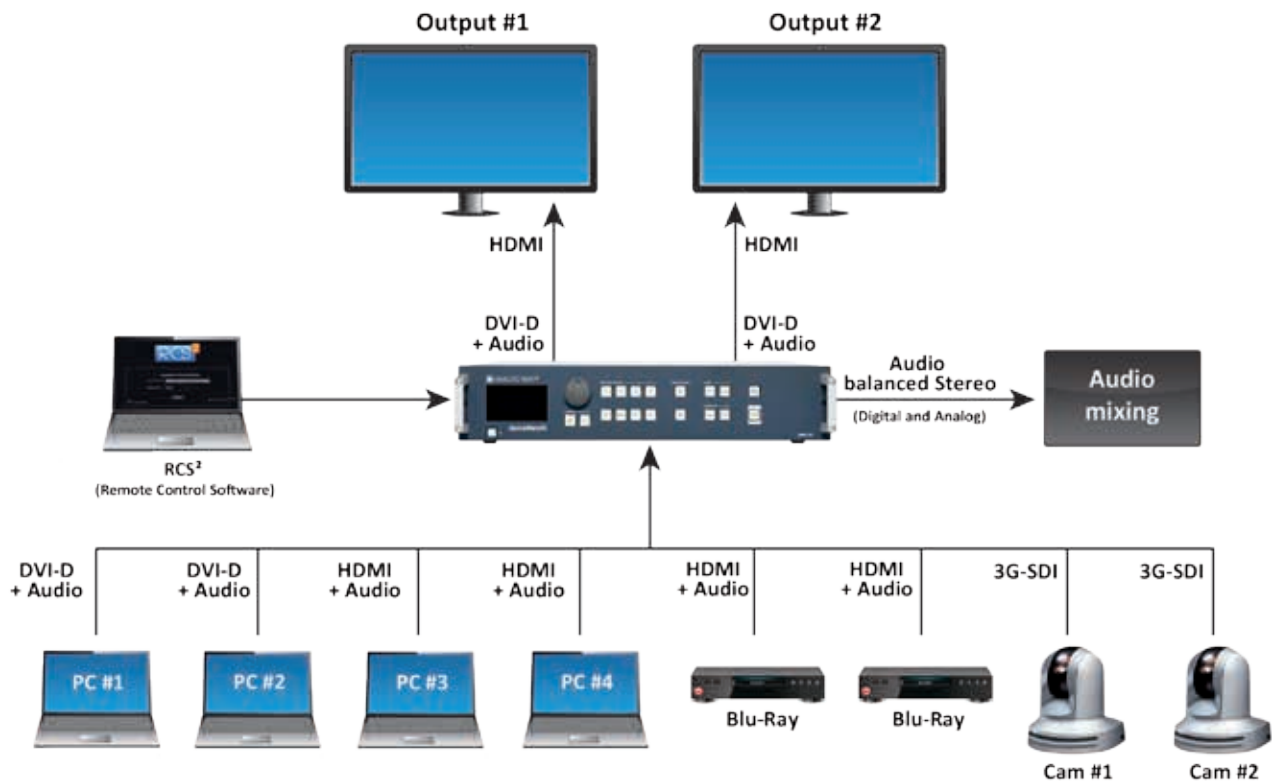 Output #1
Output #2
HDMI
HDMI
DVI-D
+ Audio
DVI-D
+ Audio
RCS²
Audio
balanced Stereo
(Digital and Analog)
Audio
mixing
RCS²
(Remote Control Software)
DVI-D
+ Audio
DVI-D
+ Audio
HDMI
+ Audio
HDMI
+ Audio
HDMI
+ Audio
HDMI
+ Audio
3G-SDI
3G-SDI
PC #1
PC #2
PC #3
PC #4
Blu-Ray
Blu-Ray
Cam #1
Cam #2